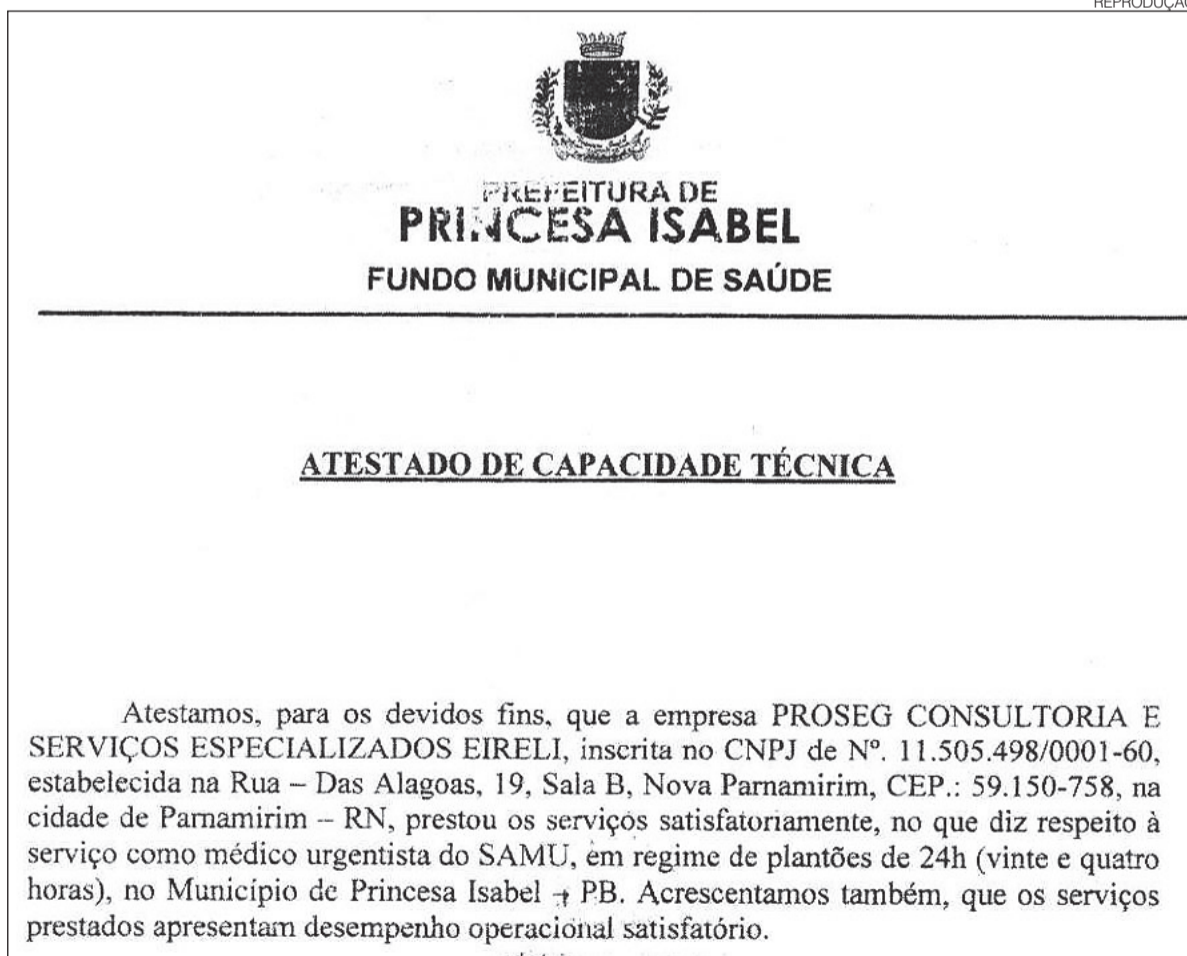 REPRODUÇÃO
PREFEITURA DE
PRINCESA ISABEL
FUNDO MUNICIPAL DE SAÚDE
ATESTADO DE CAPACIDADE TÉCNICA
Atestamos, para os devidos fins, que a empresa PROSEG CONSULTORIA E
SERVIÇOS ESPECIALIZADOS EIRELI, inscrita no CNPJ de Nº. 11.505.498/0001-60,
estabelecida na Rua – Das Alagoas, 19, Sala B, Nova Parnamirim, CEP.: 59.150-758, na
cidade de Parnamirim – RN, prestou os serviços satisfatoriamente, no que diz respeito à
serviço como médico urgentista do SAMU, em regime de plantões de 24h (vinte e quatro
horas), no Município de Princesa Isabel – PB. Acrescentamos também, que os serviços
prestados apresentam desempenho operacional satisfatório.